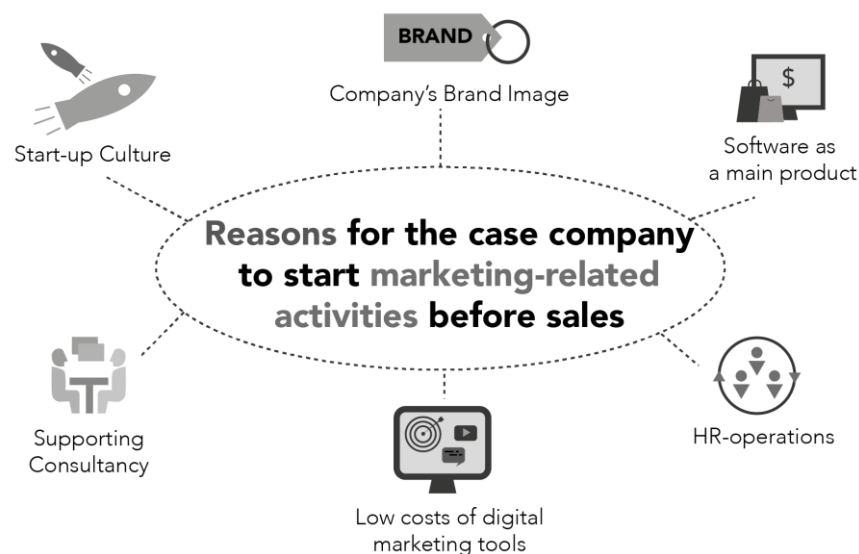 BRAND
Company's Brand Image
Start-up Culture
$
Software as
a main product
Reasons for the case company
to start marketing-related
activities before sales
Supporting
Consultancy
HR-operations
Low costs of digital
marketing tools